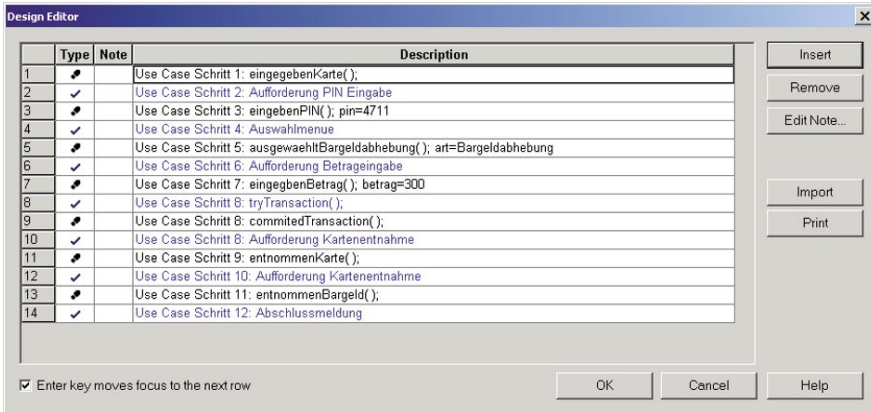 Design Editor
Type Note Description
1 Use Case Schritt 1: eingegebenKarte( );
2 Use Case Schritt 2: Aufforderung PIN Eingabe
3 Use Case Schritt 3: eingebenPIN( ); pin=4711
4 Use Case Schritt 4: Auswahlmenue
5 Use Case Schritt 5: ausgewaehltBargeldabhebung( ); art=Bargeldabhebung
6 Use Case Schritt 6: Aufforderung Betrageingabe
7 Use Case Schritt 7: eingegbenBetrag( ); betrag=300
8 Use Case Schritt 8: tryTransaction( );
9 Use Case Schritt 8: commitedTransaction( );
10 Use Case Schritt 8: Aufforderung Kartenentnahme
11 Use Case Schritt 9: entnommenKarte( );
12 Use Case Schritt 10: Aufforderung Kartenentnahme
13 Use Case Schritt 11: entnommenBargeld( );
14 Use Case Schritt 12: Abschlussmeldung
Insert
Remove
Edit Note...
Import
Print
Enter key moves focus to the next row
OK
Cancel
Help